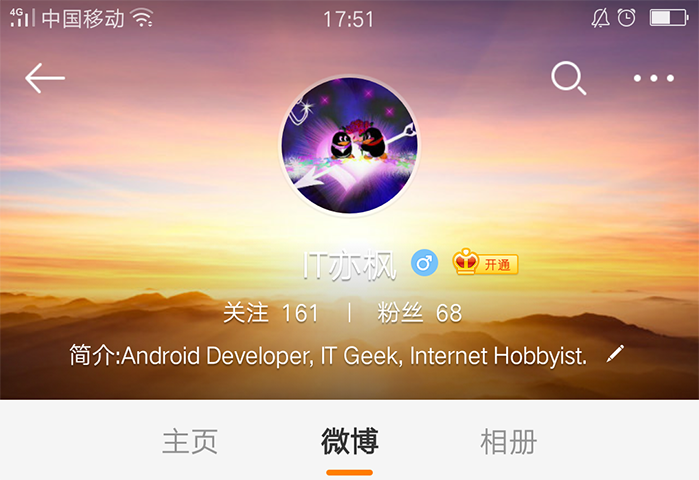 4G 中国移动 17:51
IT亦枫 开通
关注 161 | 粉丝 68
简介:Android Developer, IT Geek, Internet Hobbyist.
主页 微博 相册